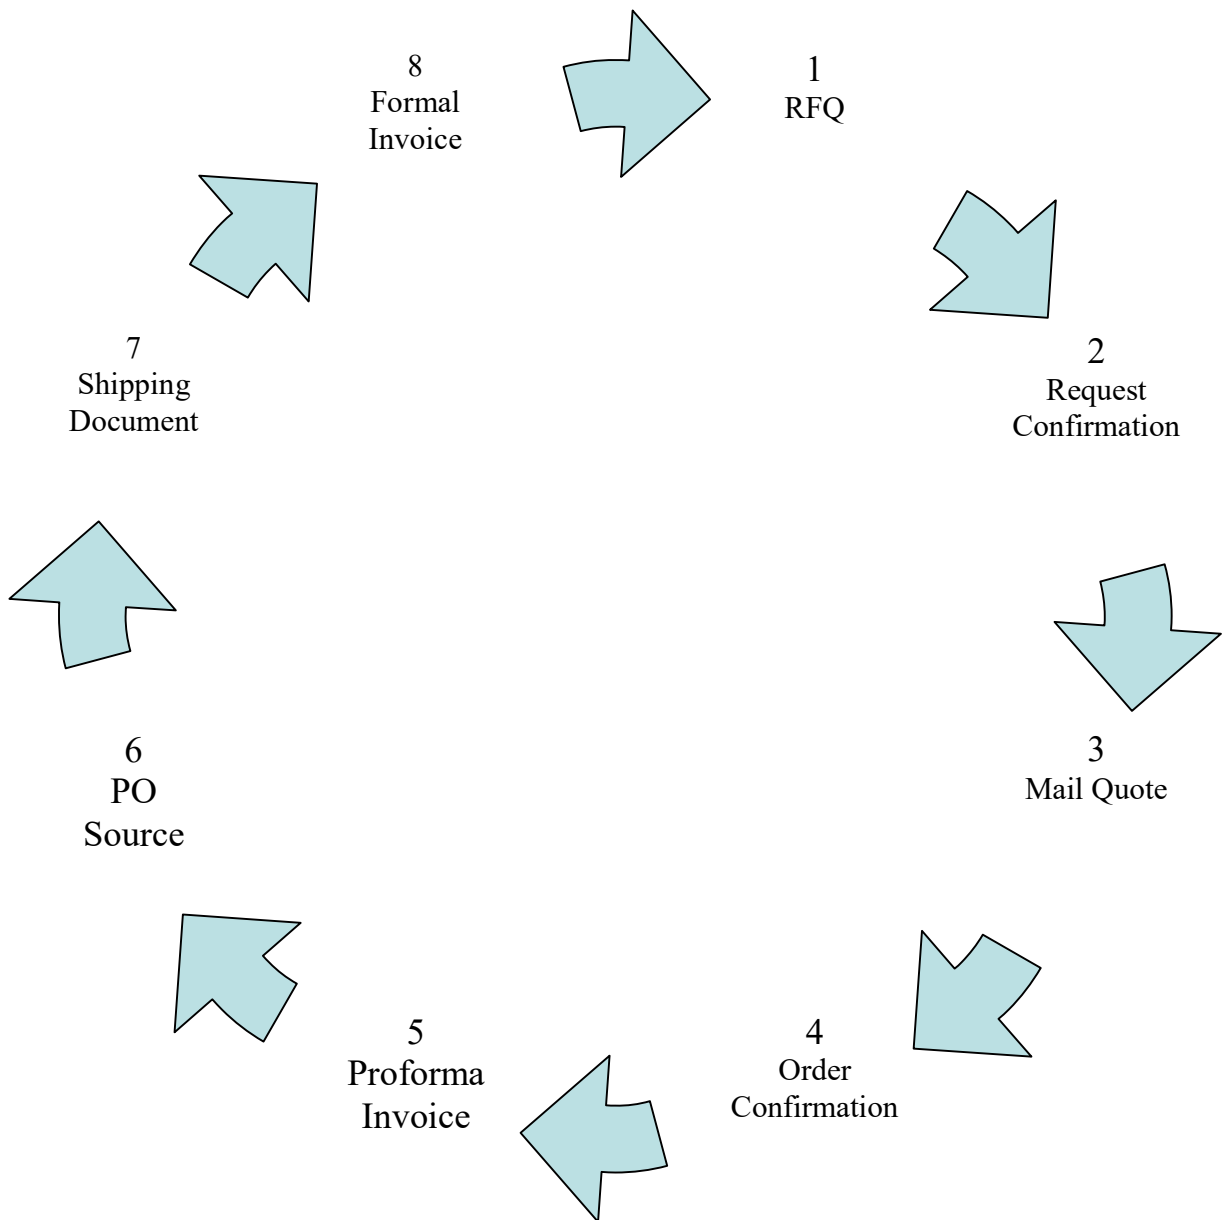 1
RFQ
2
Request
Confirmation
3
Mail Quote
4
Order
Confirmation
5
Proforma
Invoice
6
PO
Source
7
Shipping
Document
8
Formal
Invoice